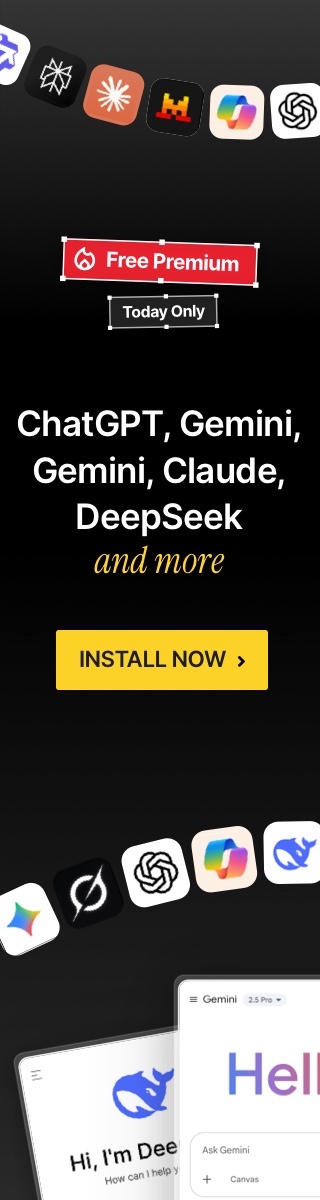 Free Premium
Today Only
ChatGPT, Gemini,
Gemini, Claude,
DeepSeek
and more
INSTALL NOW
Gemini 2.5 Pro
Hell
Hi, I'm Dee
How can I help y
Ask Gemini
+ Canvas